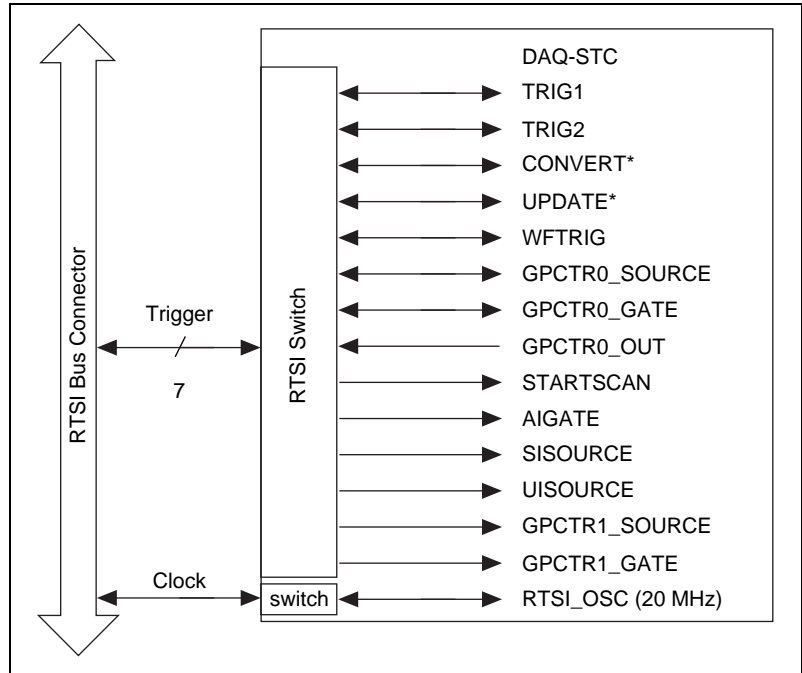 DAQ-STC
TRIG1
TRIG2
CONVERT*
UPDATE*
WFTRIG
GPCTR0_SOURCE
GPCTR0_GATE
GPCTR0_OUT
STARTSCAN
AIGATE
SISOURCE
UISOURCE
GPCTR1_SOURCE
GPCTR1_GATE
RTSI_OSC (20 MHz)
RTSI Bus Connector
Trigger
7
Clock
RTSI Switch
switch